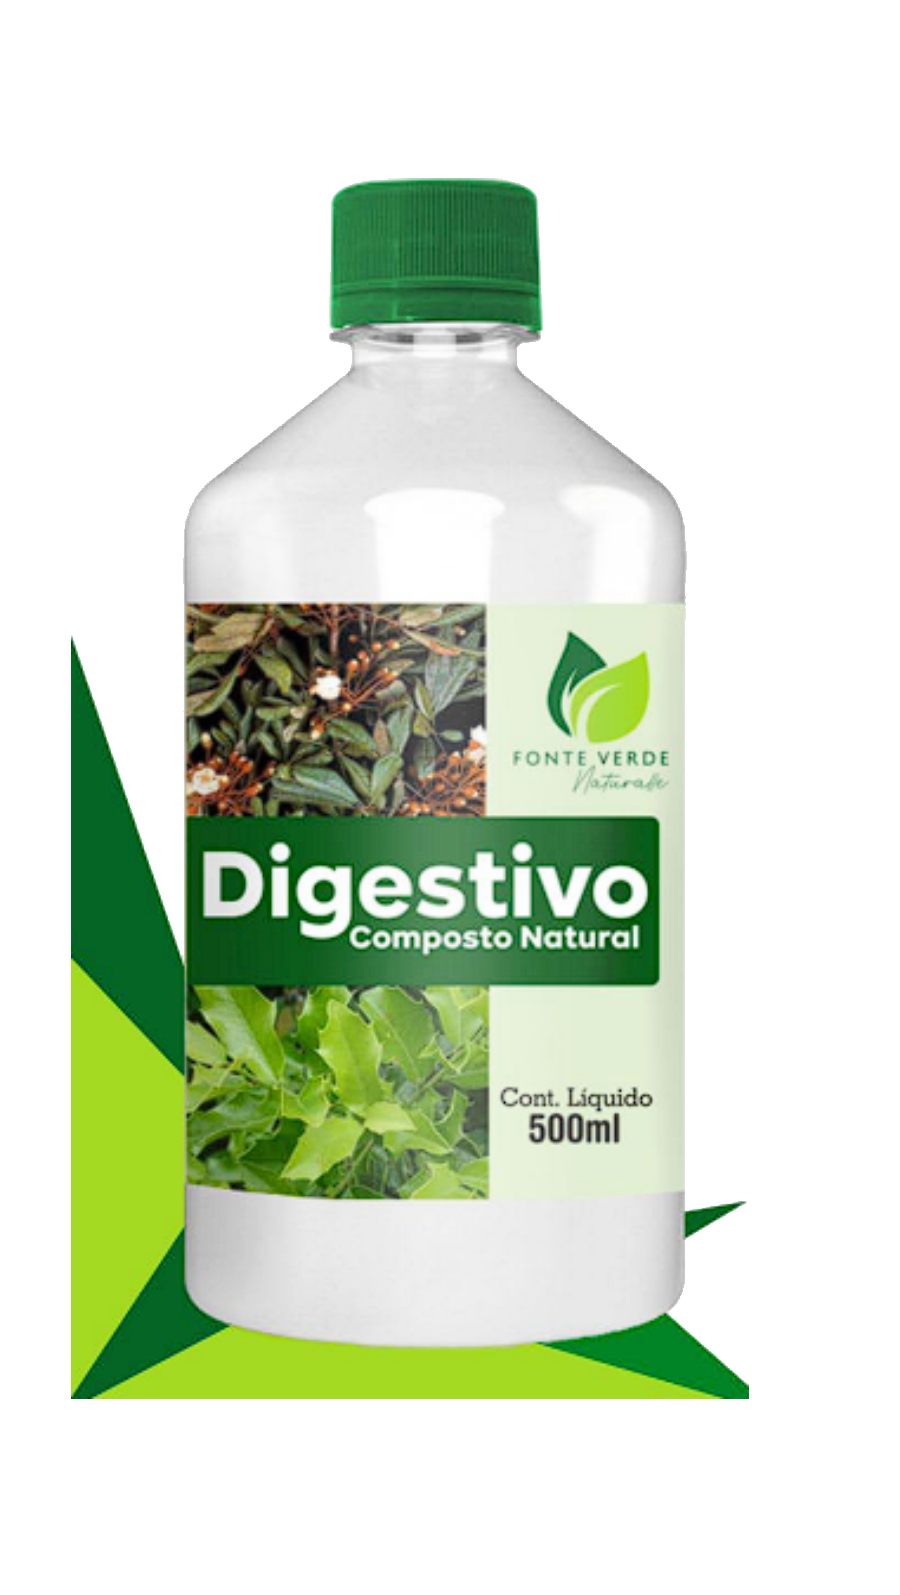 FONTE VERDE
Naturalle
Digestivo
Composto Natural
Cont. Líquido
500ml